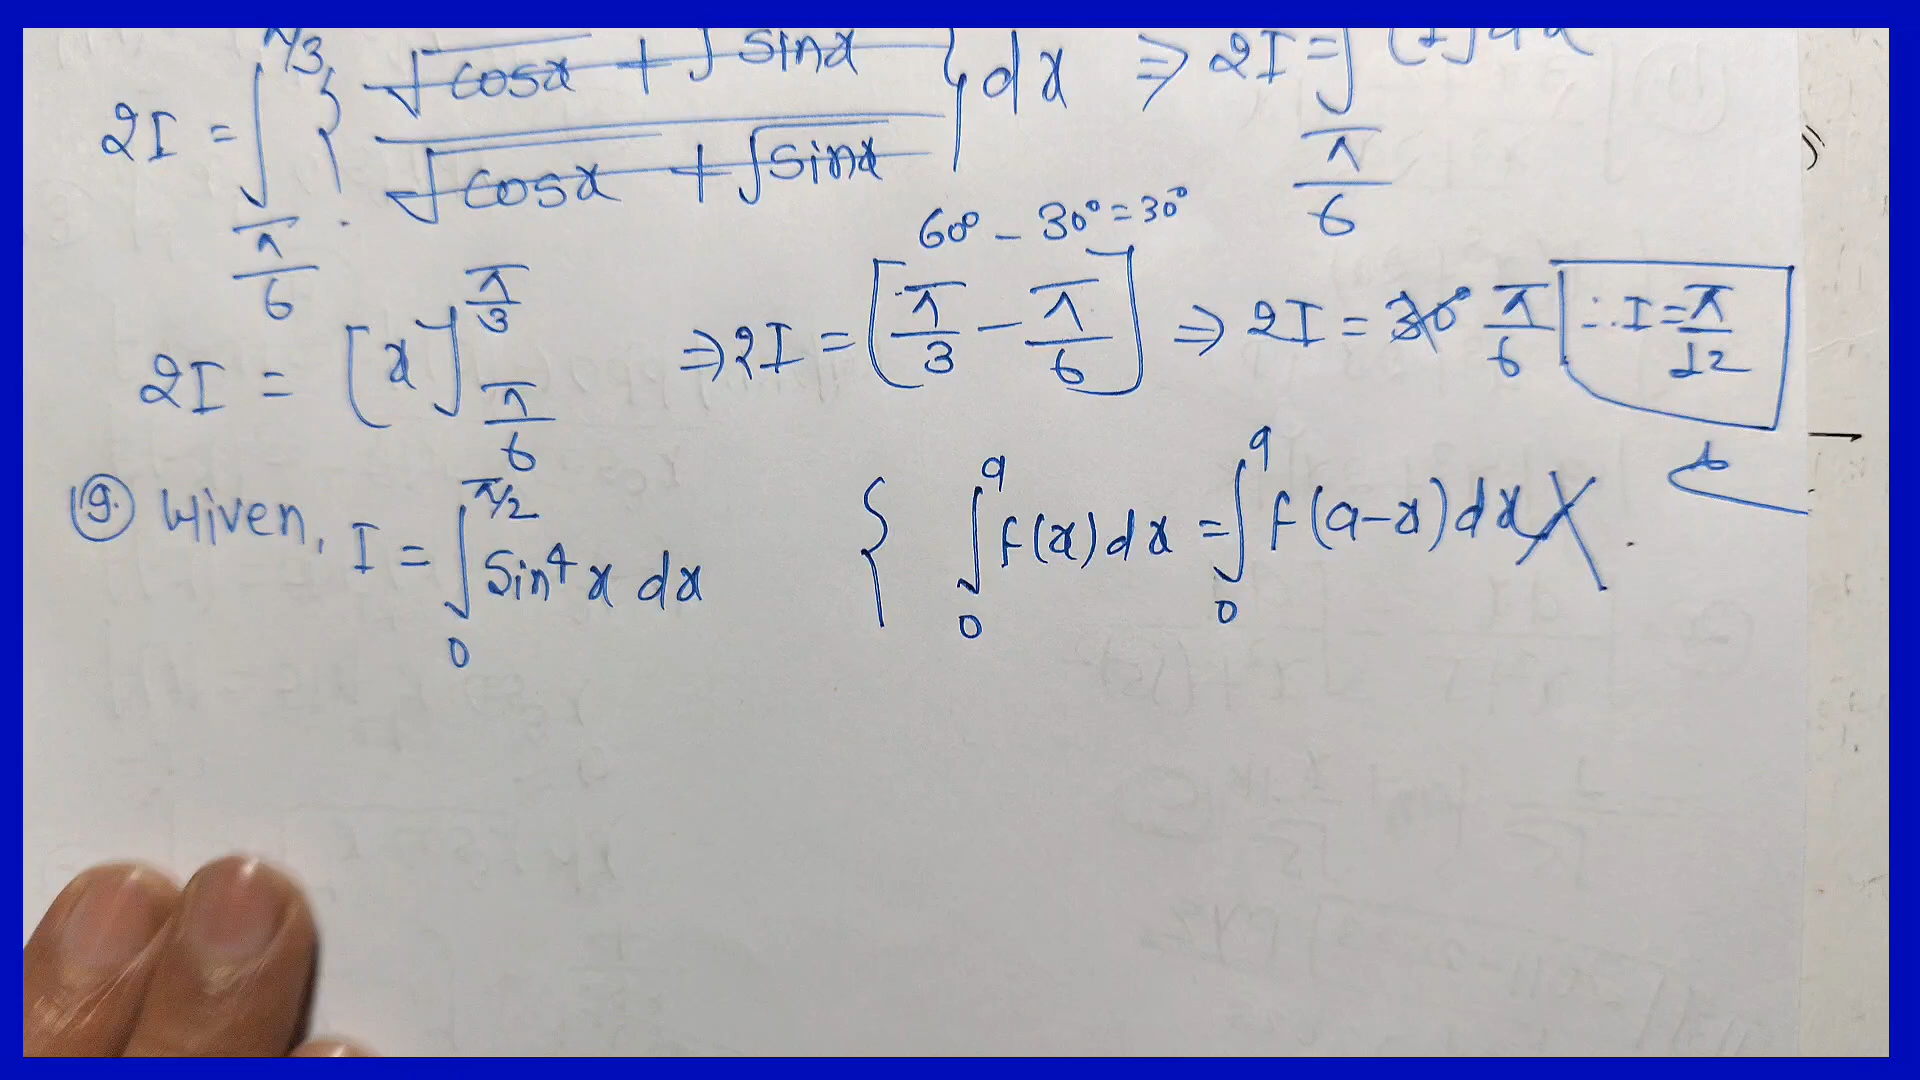 2I = ∫_{π/6}^{π/3} { (√cosx + √sinx) / (√cosx + √sinx) } dx ⇒ 2I = ∫_{π/6} (1) dx
60° - 30° = 30°
2I = [x]_{π/6}^{π/3} ⇒ 2I = [π/3 - π/6] ⇒ 2I = 30° π/6 ∴ I = π/12
⑨ Given, I = ∫_0^{π/2} Sin⁴x dx { ∫_0^a f(x)dx = ∫_0^a f(a-x)dx